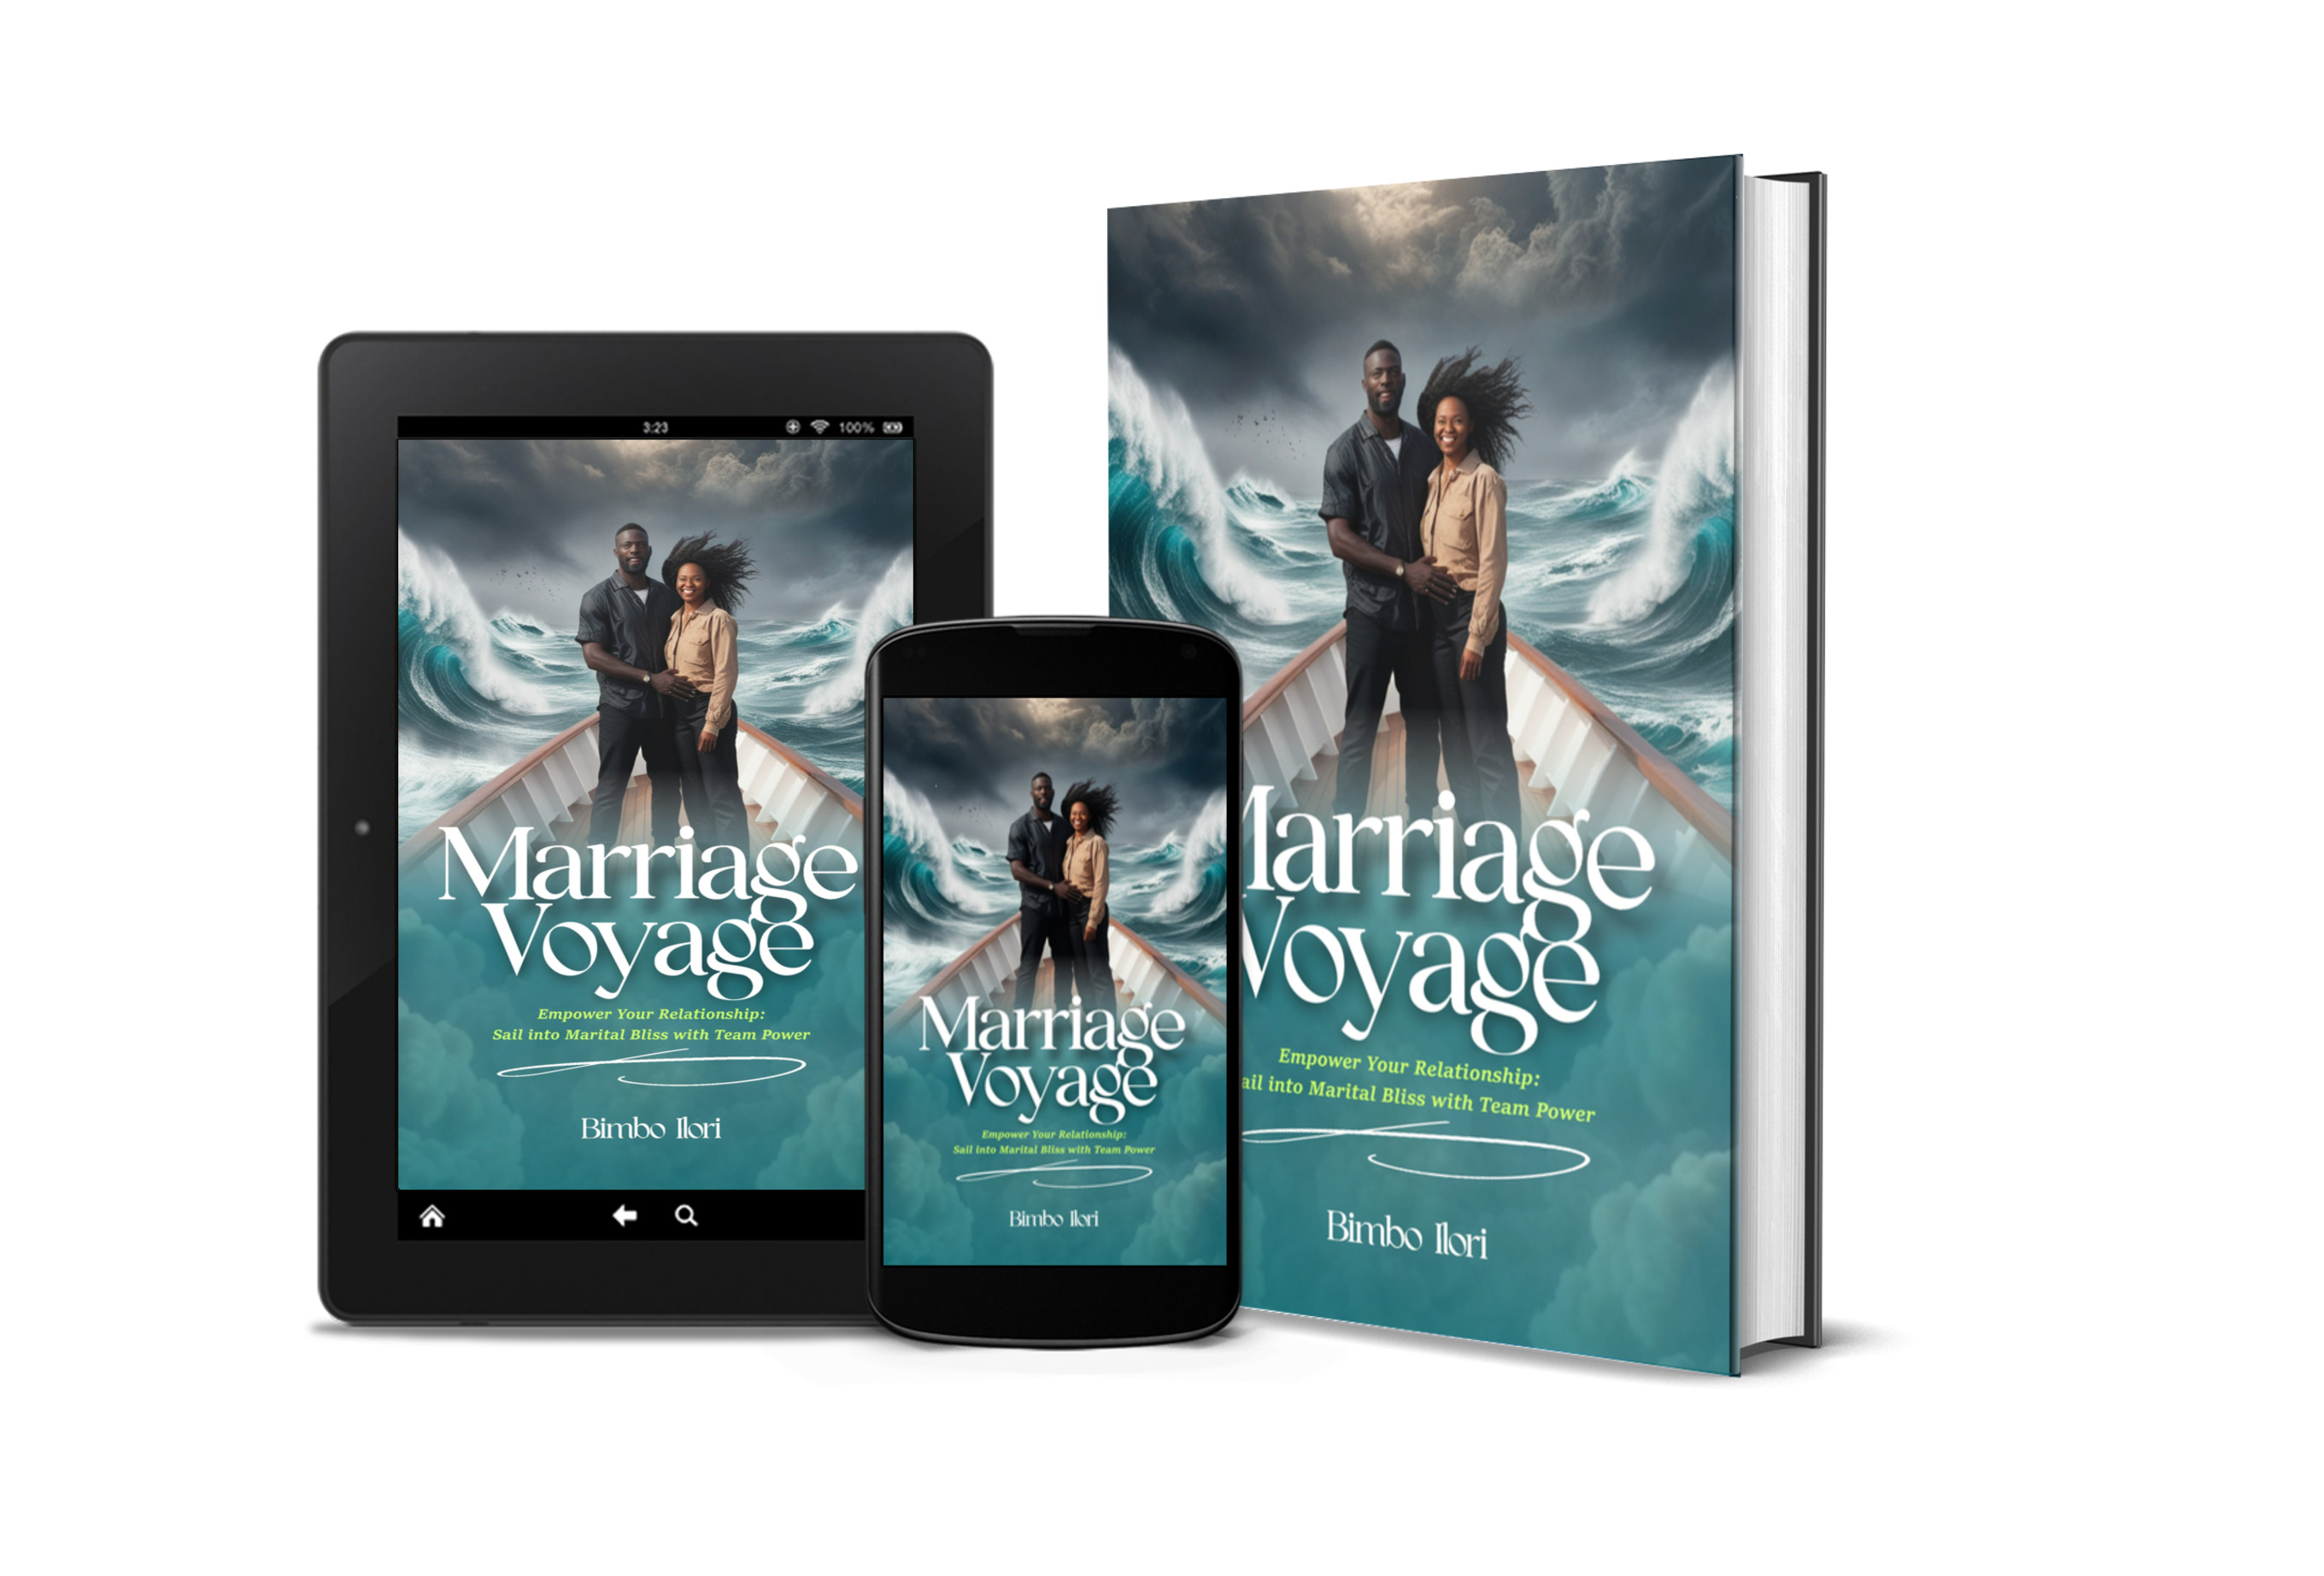 3:23
100%
Marriage
Voyage
Empower Your Relationship:
Sail into Marital Bliss with Team Power
Bimbo Ilori
Marriage
Voyage
Empower Your Relationship:
Sail into Marital Bliss with Team Power
Bimbo Ilori
Marriage
Voyage
Empower Your Relationship:
ail into Marital Bliss with Team Power
Bimbo Ilori